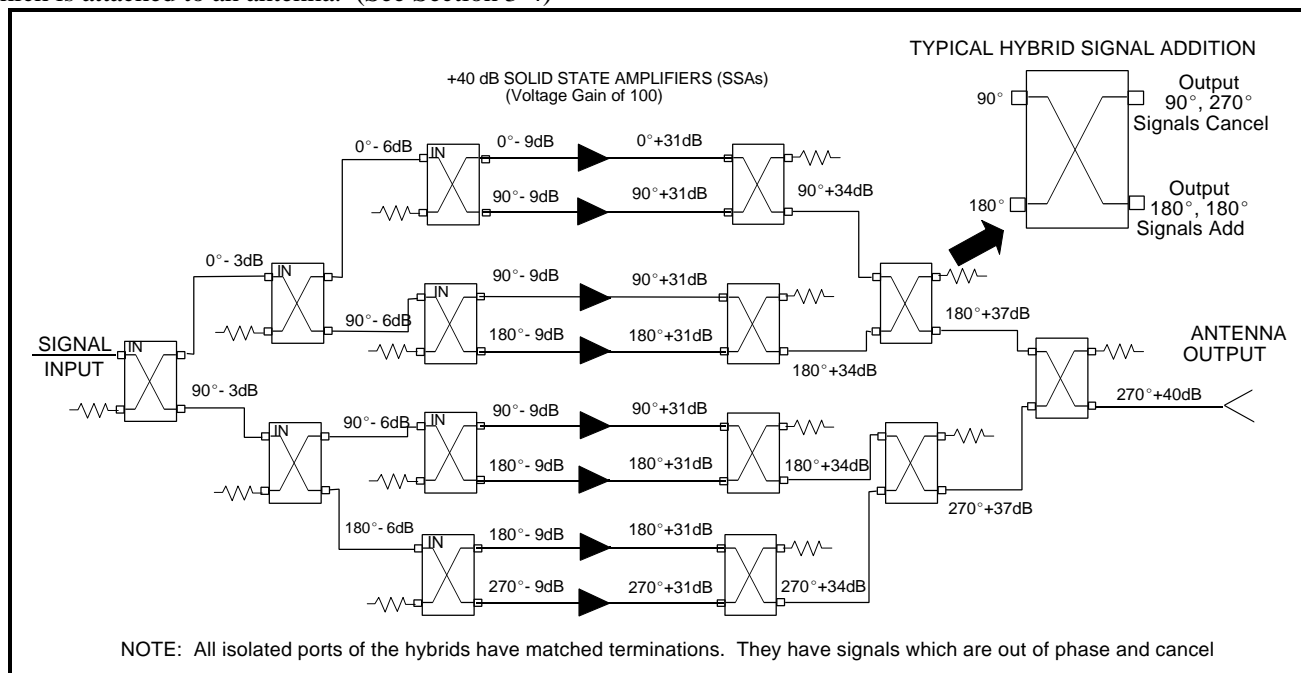 which is attached to an antenna. (See Section 5-4)
TYPICAL HYBRID SIGNAL ADDITION
+40 dB SOLID STATE AMPLIFIERS (SSAs)
(Voltage Gain of 100)
90°
Output
90°, 270°
Signals Cancel
180°
Output
180°, 180°
Signals Add
0°- 6dB
IN
0°- 9dB
0°+31dB
90°- 9dB
90°+31dB
90°+34dB
0°- 3dB
IN
90°- 6dB
IN
90°- 9dB
90°+31dB
180°- 9dB
180°+31dB
180°+34dB
180°+37dB
SIGNAL
INPUT
IN
90°- 3dB
ANTENNA
OUTPUT
270°+40dB
IN
90°- 6dB
IN
90°- 9dB
90°+31dB
180°- 9dB
180°+31dB
180°+34dB
270°+37dB
180°- 6dB
IN
180°- 9dB
180°+31dB
270°- 9dB
270°+31dB
270°+34dB
NOTE: All isolated ports of the hybrids have matched terminations. They have signals which are out of phase and cancel